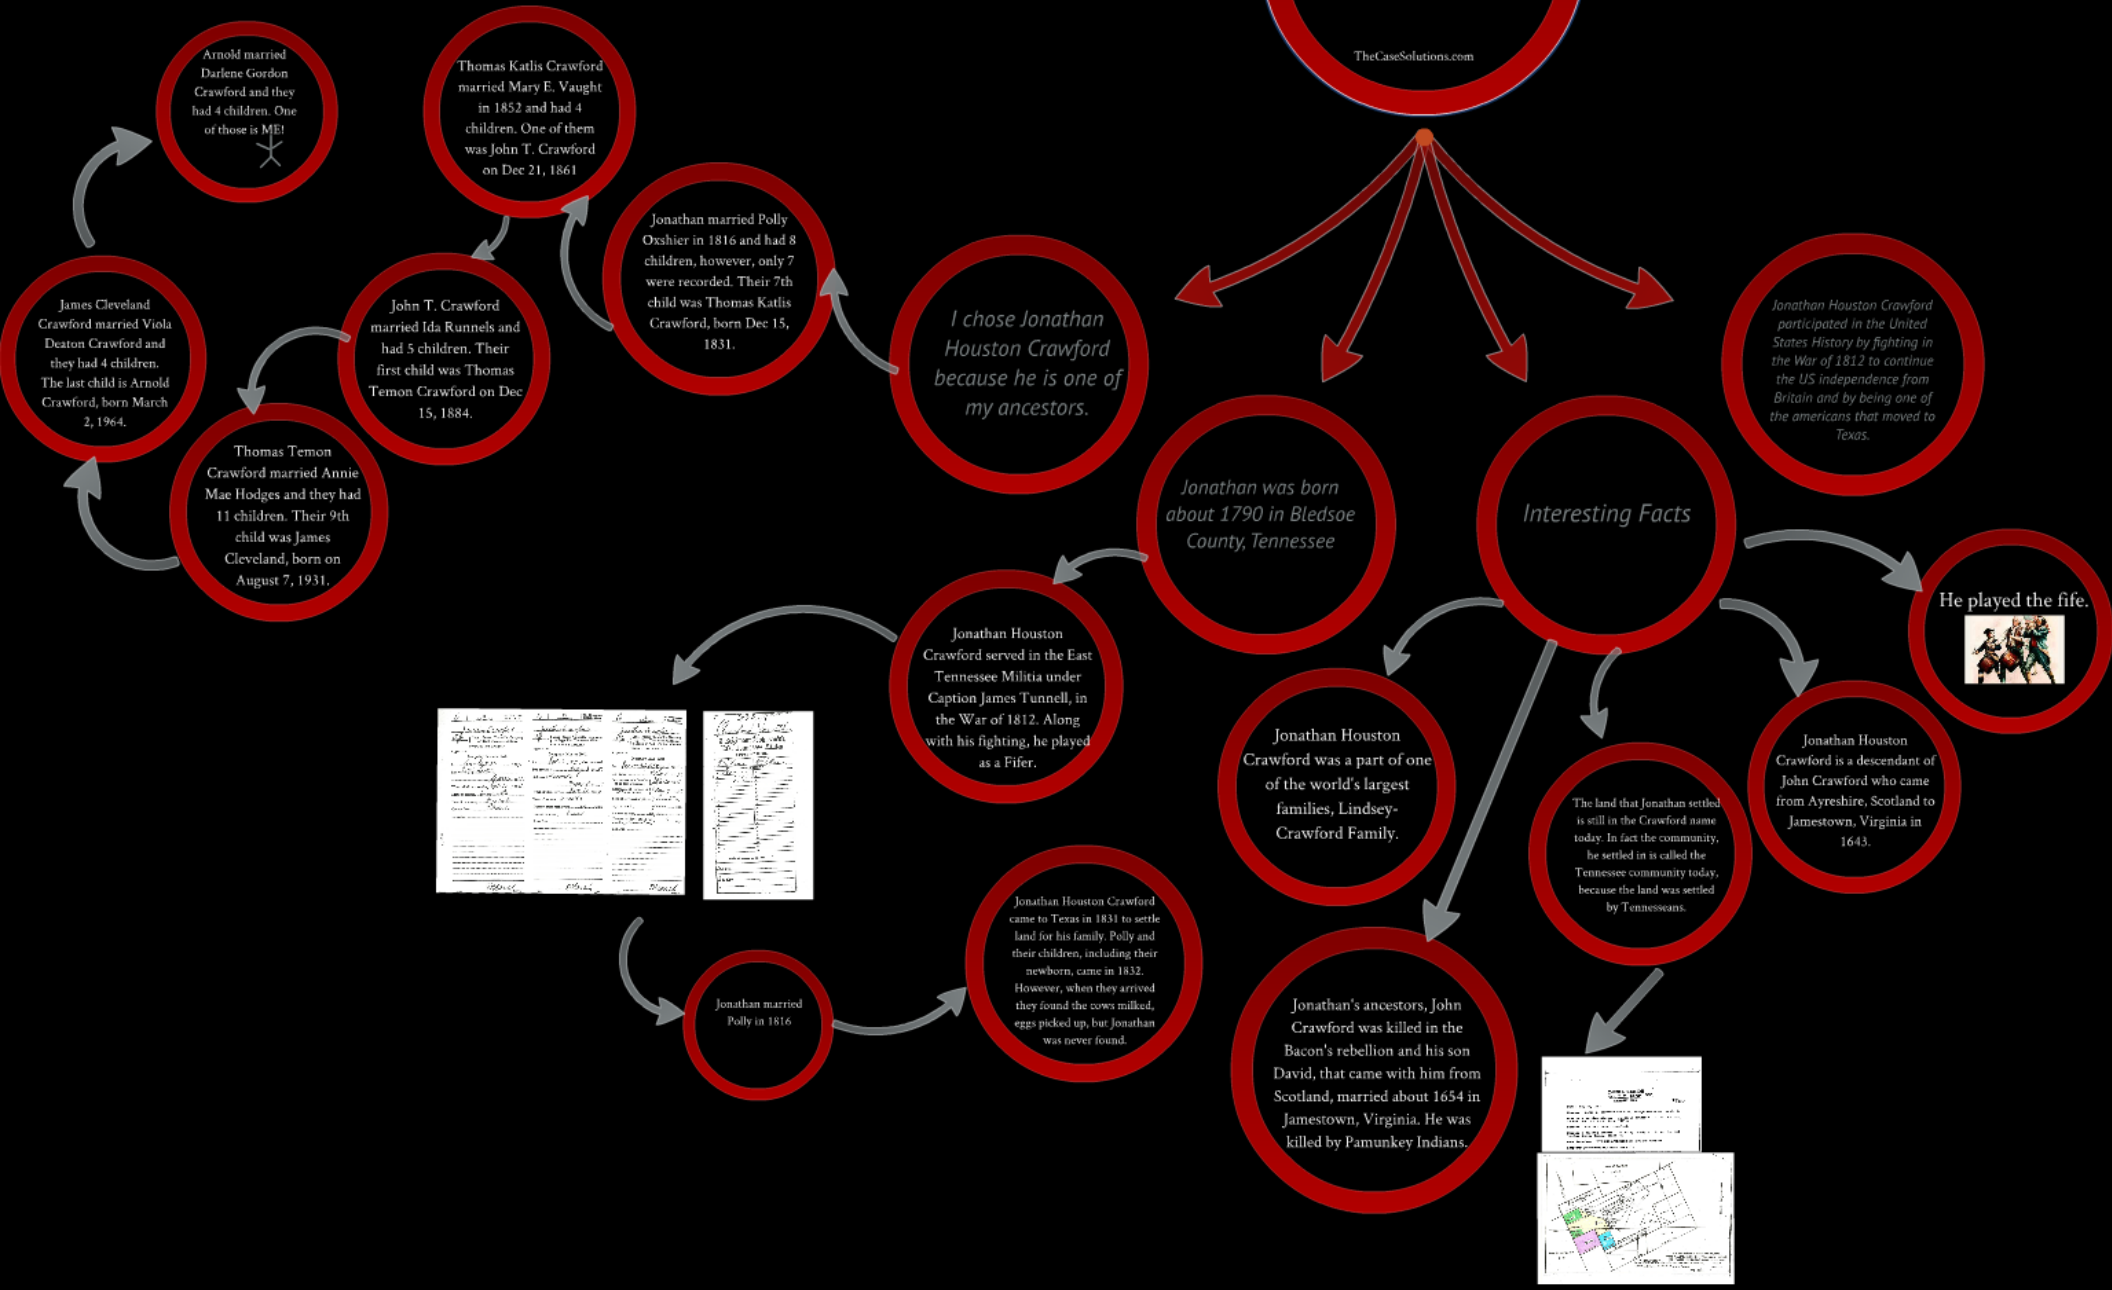 TheCaseSolutions.com
I chose Jonathan
Houston Crawford
because he is one of
my ancestors.
Jonathan married Polly
Oxshier in 1816 and had 8
children, however, only 7
were recorded. Their 7th
child was Thomas Katlis
Crawford, born Dec 15,
1831.
Thomas Katlis Crawford
married Mary E. Vaught
in 1852 and had 4
children. One of them
was John T. Crawford
on Dec 21, 1861
John T. Crawford
married Ida Runnels and
had 5 children. Their
first child was Thomas
Temon Crawford on Dec
15, 1884.
Thomas Temon
Crawford married Annie
Mae Hodges and they had
11 children. Their 9th
child was James
Cleveland, born on
August 7, 1931.
James Cleveland
Crawford married Viola
Deaton Crawford and
they had 4 children.
The last child is Arnold
Crawford, born March
2, 1964.
Arnold married
Darlene Gordon
Crawford and they
had 4 children. One
of those is ME!
Jonathan was born
about 1790 in Bledsoe
County, Tennessee
Jonathan Houston
Crawford served in the East
Tennessee Militia under
Caption James Tunnell, in
the War of 1812. Along
with his fighting, he played
as a Fifer.
Jonathan married
Polly in 1816
Jonathan Houston Crawford
came to Texas in 1831 to settle
land for his family. Polly and
their children, including their
newborn, came in 1832.
However, when they arrived
they found the cows milked,
eggs picked up, but Jonathan
was never found.
Interesting Facts
Jonathan Houston
Crawford was a part of one
of the world's largest
families, Lindsey-
Crawford Family.
Jonathan's ancestors, John
Crawford was killed in the
Bacon's rebellion and his son
David, that came with him from
Scotland, married about 1654 in
Jamestown, Virginia. He was
killed by Pamunkey Indians.
The land that Jonathan settled
is still in the Crawford name
today. In fact the community,
he settled in is called the
Tennessee community today,
because the land was settled
by Tennesseans.
Jonathan Houston
Crawford is a descendant of
John Crawford who came
from Ayreshire, Scotland to
Jamestown, Virginia in
1643.
He played the fife.
Jonathan Houston Crawford
participated in the United
States History by fighting in
the War of 1812 to continue
the US independence from
Britain and by being one of
the americans that moved to
Texas.